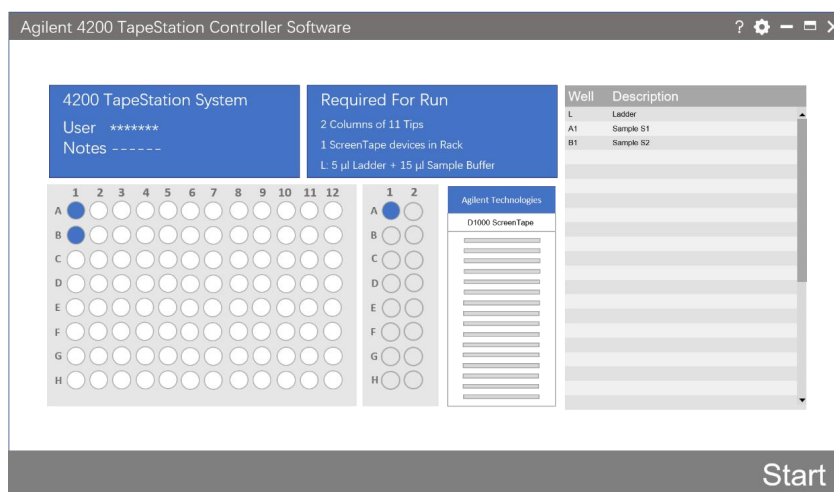 Agilent 4200 TapeStation Controller Software
?
4200 TapeStation System
User *******
Notes ------
Required For Run
2 Columns of 11 Tips
1 ScreenTape devices in Rack
L: 5 µl Ladder + 15 µl Sample Buffer
Well Description
L Ladder
A1 Sample S1
B1 Sample S2
1 2 3 4 5 6 7 8 9 10 11 12
A
B
C
D
E
F
G
H
1 2
A
B
C
D
E
F
G
H
Agilent Technologies
D1000 ScreenTape
Start